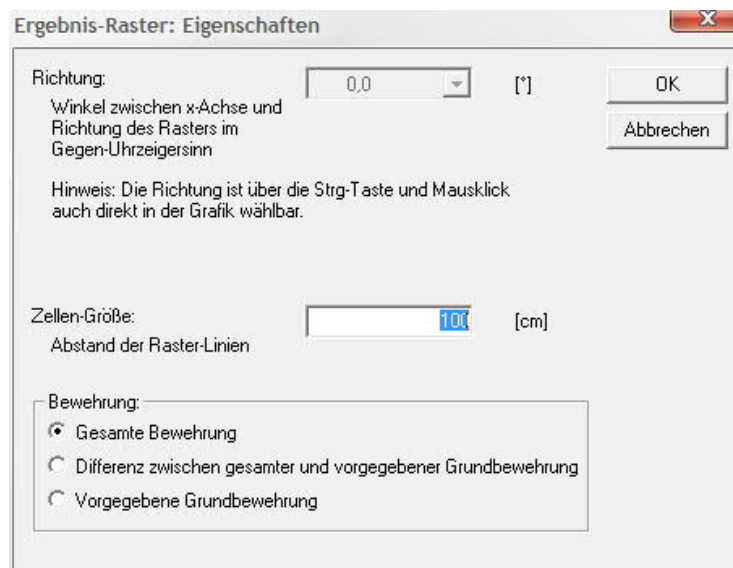 Ergebnis-Raster: Eigenschaften
Richtung:
0,0
[°]
OK
Winkel zwischen x-Achse und
Richtung des Rasters im
Gegen-Uhrzeigersinn
Abbrechen
Hinweis: Die Richtung ist über die Strg-Taste und Mausklick
auch direkt in der Grafik wählbar.
Zellen-Größe:
100
[cm]
Abstand der Raster-Linien
Bewehrung:
Gesamte Bewehrung
Differenz zwischen gesamter und vorgegebener Grundbewehrung
Vorgegebene Grundbewehrung